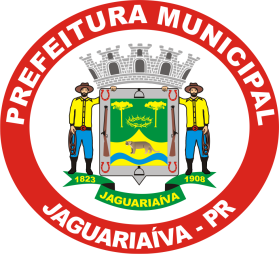 PREFEITURA MUNICIPAL
1823 1908
JAGUARIAÍVA
JAGUARIAÍVA - PR